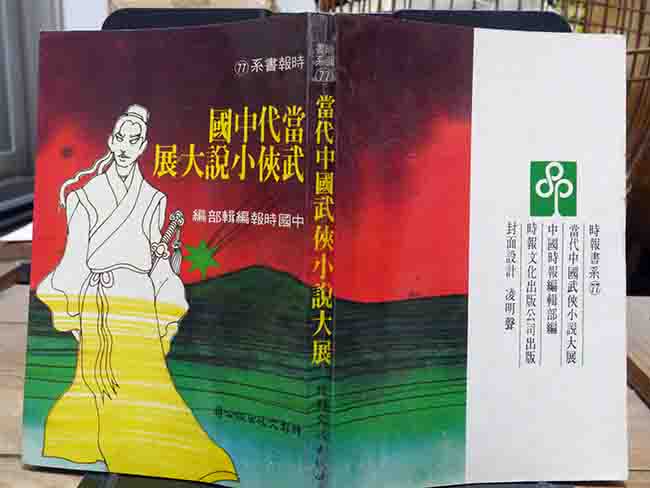 時報書系77
當代中國
武俠小說大展
中國時報編輯部編
時報文化出版公司
時報書系
77
當代中國武俠小說大展
時報書系77
當代中國武俠小說大展
中國時報編輯部編
時報文化出版公司出版
封面設計 凌明聲